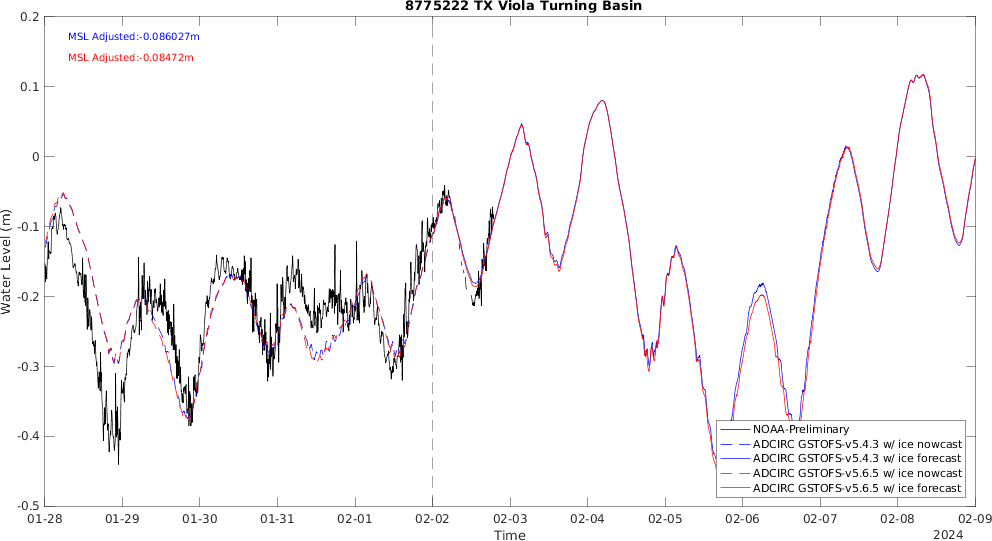 8775222 TX Viola Turning Basin
MSL Adjusted:-0.086027m
MSL Adjusted:-0.08472m
Water Level (m)
0.2
0.1
0
-0.1
-0.2
-0.3
-0.4
-0.5
NOAA-Preliminary
ADCIRC GSTOFS-v5.4.3 w/ ice nowcast
ADCIRC GSTOFS-v5.4.3 w/ ice forecast
ADCIRC GSTOFS-v5.6.5 w/ ice nowcast
ADCIRC GSTOFS-v5.6.5 w/ ice forecast
01-28 01-29 01-30 01-31 02-01 02-02 02-03 02-04 02-05 02-06 02-07 02-08 02-09
Time
2024